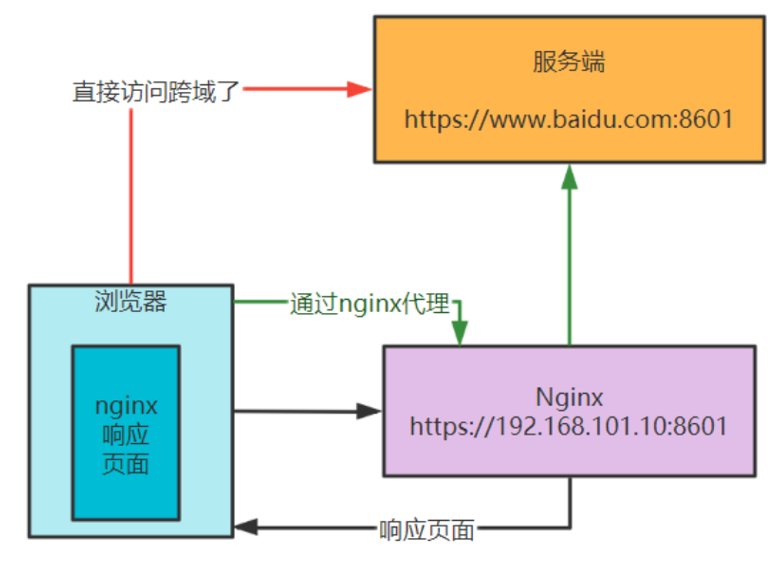 服务端
https://www.baidu.com:8601
直接访问跨域了
浏览器
通过nginx代理
nginx
响应
页面
Nginx
https://192.168.101.10:8601
响应页面